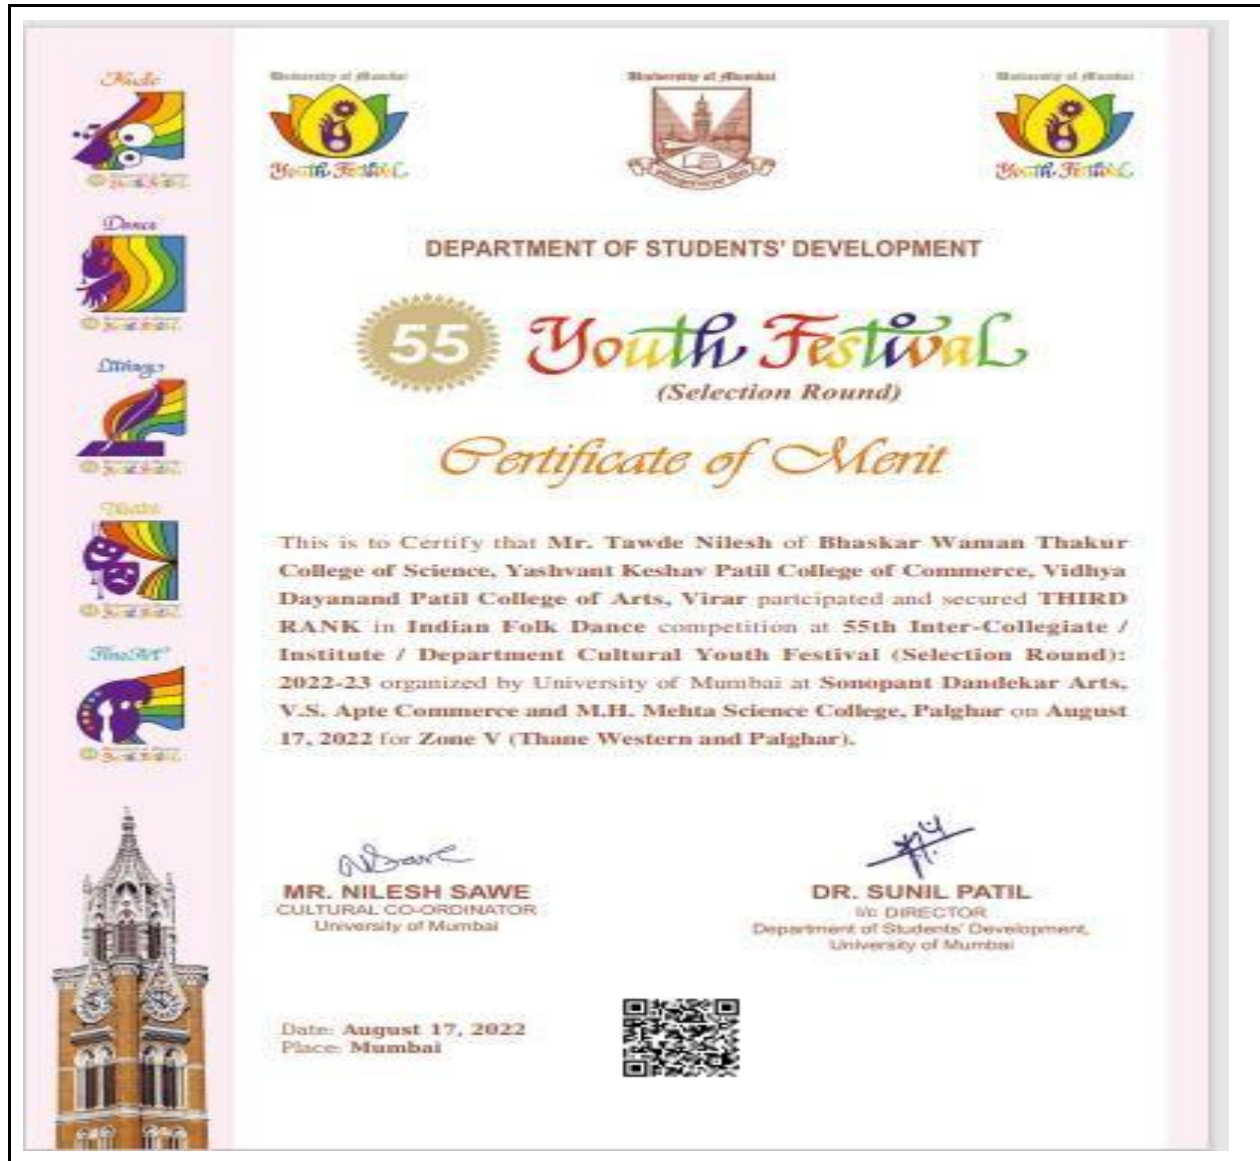 Music
Dance
Literary
Theatre
Fine Art
University of Mumbai
Youth Festival
University of Mumbai
University of Mumbai
Youth Festival
DEPARTMENT OF STUDENTS' DEVELOPMENT
55 Youth Festival
(Selection Round)
Certificate of Merit
This is to Certify that Mr. Tawde Nilesh of Bhaskar Waman Thakur
College of Science, Yashvant Keshav Patil College of Commerce, Vidhya
Dayanand Patil College of Arts, Virar partcipated and secured THIRD
RANK in Indian Folk Dance competition at 55th Inter-Collegiate /
Institute / Department Cultural Youth Festival (Selection Round):
2022-23 organized by University of Mumbai at Sonopant Dandekar Arts,
V.S. Apte Commerce and M.H. Mehta Science College, Palghar on August
17, 2022 for Zone V (Thane Western and Palghar).
MR. NILESH SAWE
CULTURAL CO-ORDINATOR
University of Mumbai
DR. SUNIL PATIL
I/c DIRECTOR
Department of Students' Development,
University of Mumbai
Date: August 17, 2022
Place: Mumbai